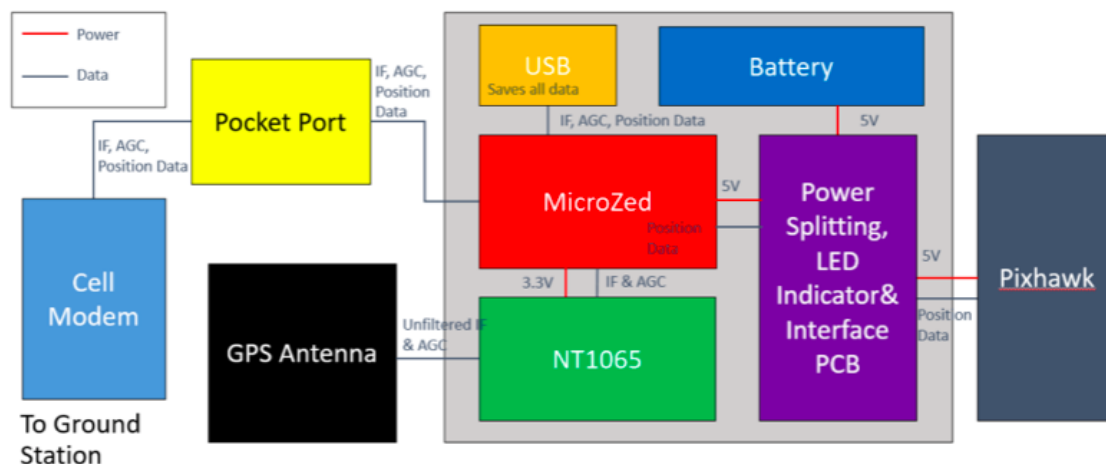 Power
Data
IF, AGC,
Position
Data
Pocket Port
IF, AGC,
Position Data
Cell
Modem
To Ground
Station
GPS Antenna
Unfiltered IF
& AGC
USB
Saves all data
IF, AGC, Position Data
Battery
5V
MicroZed
5V
Position
Data
3.3V
IF & AGC
NT1065
Power
Splitting,
LED
Indicator&
Interface
PCB
5V
Position
Data
Pixhawk